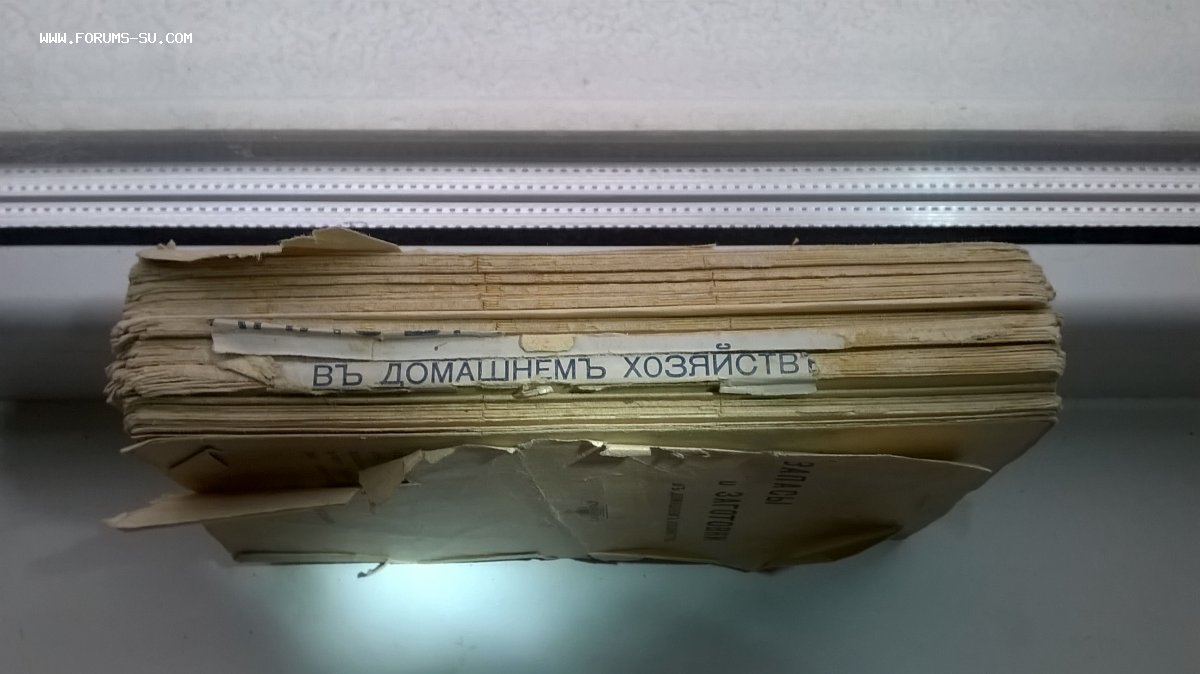 WWW.FORUMS-SU.COM
ВЪ ДОМАШНЕМЪ ХОЗЯЙСТВ
ЗАПАСЫ
и ЗАГОТОВКИ